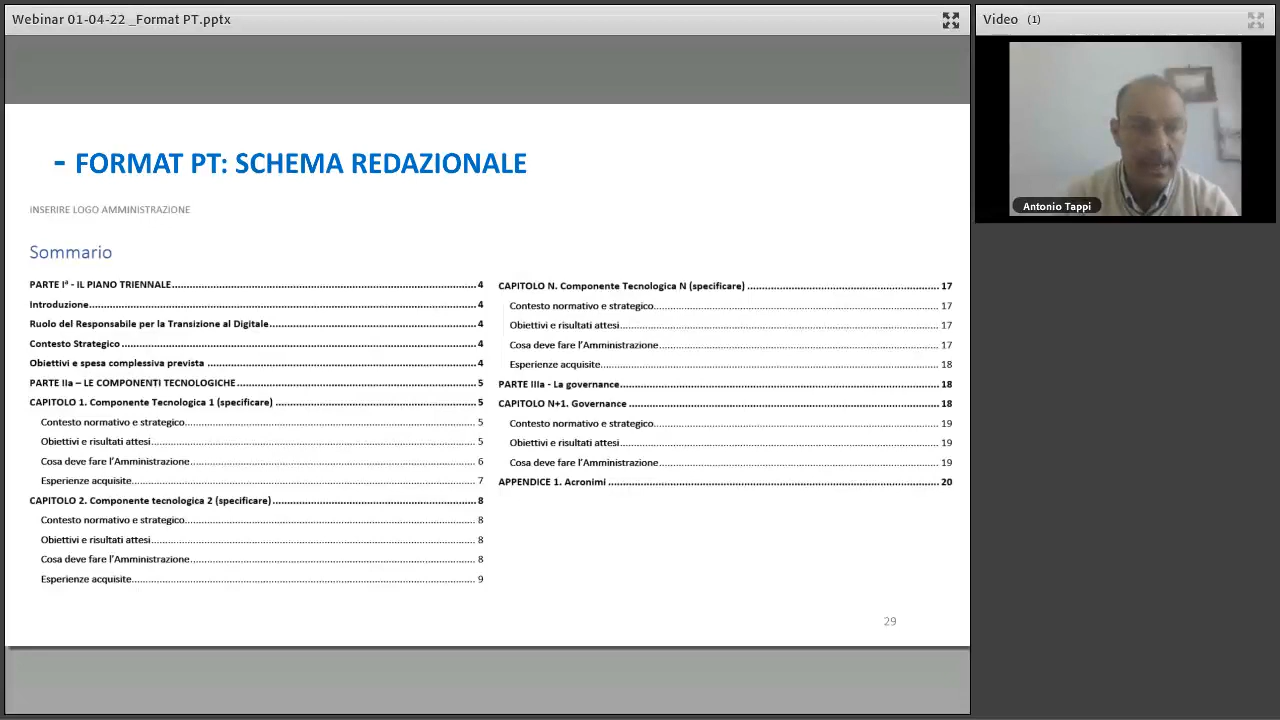 Webinar 01-04-22 _Format PT.pptx
Video (1)
Antonio Tappi
- FORMAT PT: SCHEMA REDAZIONALE
INSERIRE LOGO AMMINISTRAZIONE
Sommario
PARTE Iª - IL PIANO TRIENNALE 4
Introduzione 4
Ruolo del Responsabile per la Transizione al Digitale 4
Contesto Strategico 4
Obiettivi e spesa complessiva prevista 4
PARTE IIa – LE COMPONENTI TECNOLOGICHE 5
CAPITOLO 1. Componente Tecnologica 1 (specificare) 5
Contesto normativo e strategico 5
Obiettivi e risultati attesi 5
Cosa deve fare l'Amministrazione 6
Esperienze acquisite 7
CAPITOLO 2. Componente tecnologica 2 (specificare) 8
Contesto normativo e strategico 8
Obiettivi e risultati attesi 8
Cosa deve fare l'Amministrazione 8
Esperienze acquisite 9
CAPITOLO N. Componente Tecnologica N (specificare) 17
Contesto normativo e strategico 17
Obiettivi e risultati attesi 17
Cosa deve fare l'Amministrazione 17
Esperienze acquisite 18
PARTE IIIa - La governance 18
CAPITOLO N+1. Governance 18
Contesto normativo e strategico 19
Obiettivi e risultati attesi 19
Cosa deve fare l'Amministrazione 19
APPENDICE 1. Acronimi 20
29